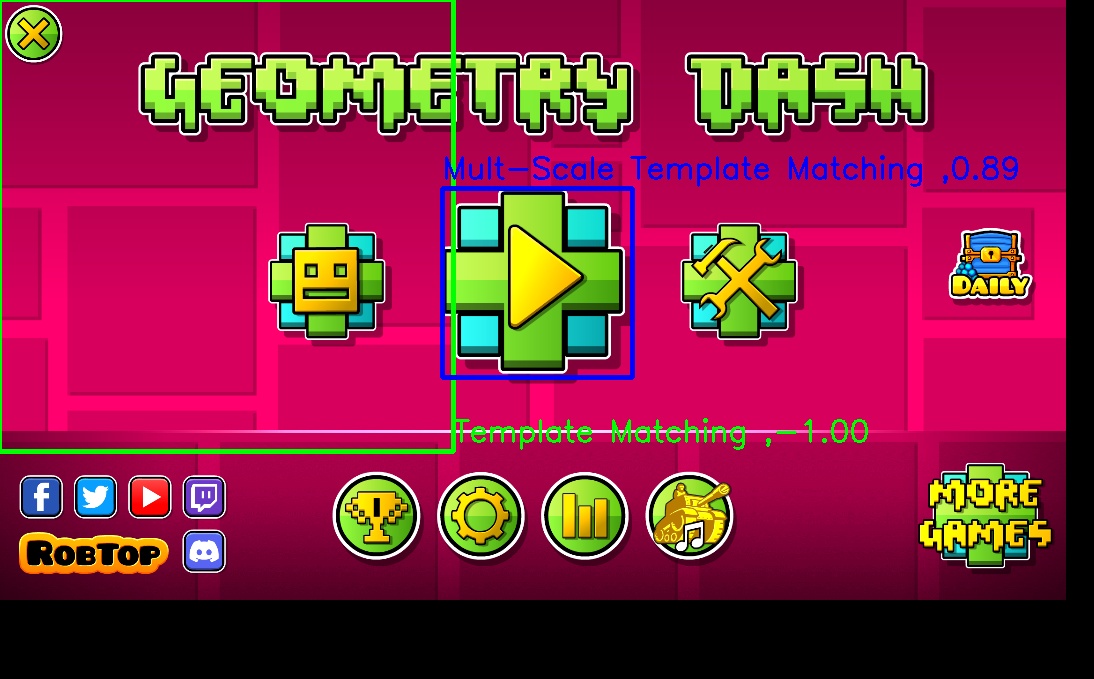 GEOMETRY DASH
Mult-Scale Template Matching ,0.89
DAILY
Template Matching ,-1.00
MORE
GAMES
ROBTOP